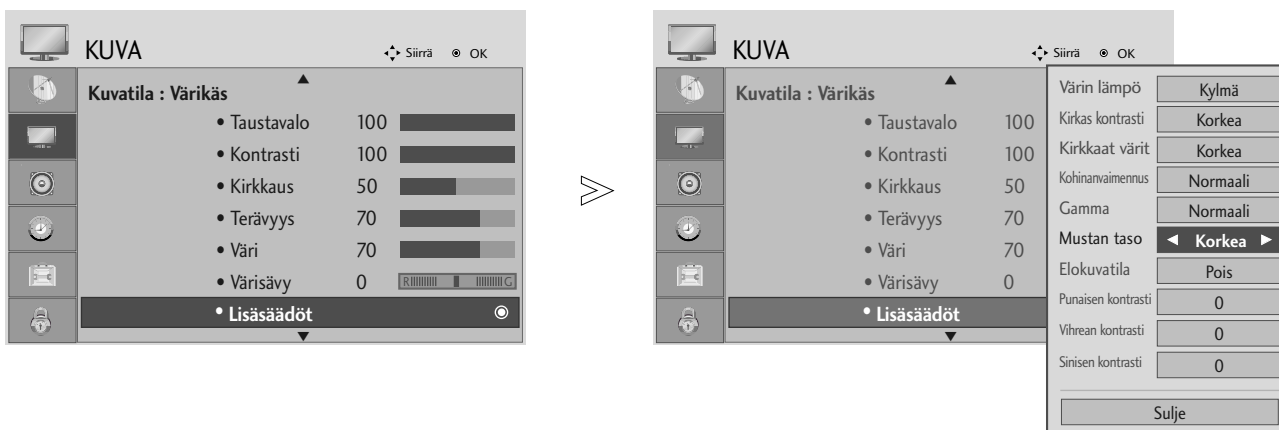 KUVA
Siirrä OK
Kuvatila : Värikäs
• Taustavalo 100
• Kontrasti 100
• Kirkkaus 50
• Terävyys 70
• Väri 70
• Värisävy 0 R G
• Lisäsäädöt
KUVA
Siirrä OK
Kuvatila : Värikäs
• Taustavalo 100
• Kontrasti 100
• Kirkkaus 50
• Terävyys 70
• Väri 70
• Värisävy 0
• Lisäsäädöt
Värin lämpö Kylmä
Kirkas kontrasti Korkea
Kirkkaat värit Korkea
Kohinanvaimennus Normaali
Gamma Normaali
Mustan taso ◄ Korkea ►
Elokuvatila Pois
Punaisen kontrasti 0
Vihrean kontrasti 0
Sinisen kontrasti 0
Sulje